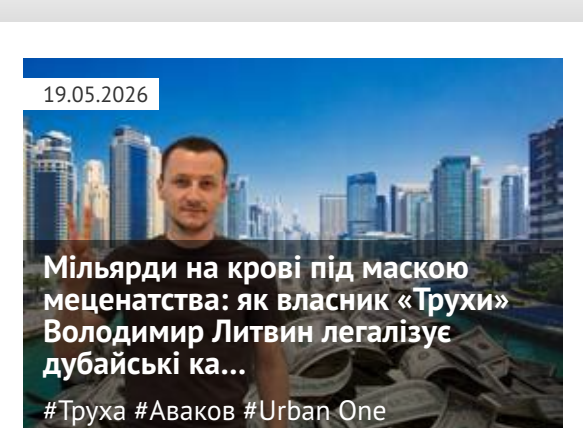 19.05.2026
Мільярди на крові під маскою
меценатства: як власник «Трухи»
Володимир Литвин легалізує
дубайські ка...
#Труха #Аваков #Urban One